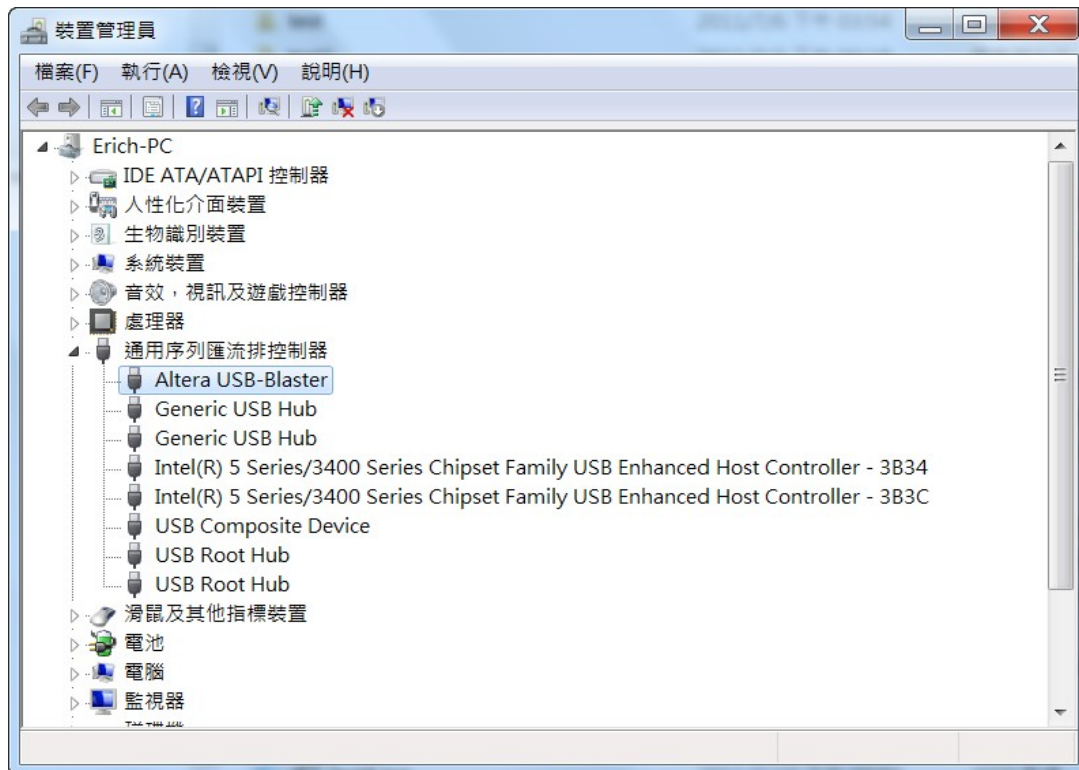 裝置管理員
檔案(F) 執行(A) 檢視(V) 說明(H)
Erich-PC
IDE ATA/ATAPI 控制器
人性化介面裝置
生物識別裝置
系統裝置
音效，視訊及遊戲控制器
處理器
通用序列匯流排控制器
Altera USB-Blaster
Generic USB Hub
Generic USB Hub
Intel(R) 5 Series/3400 Series Chipset Family USB Enhanced Host Controller - 3B34
Intel(R) 5 Series/3400 Series Chipset Family USB Enhanced Host Controller - 3B3C
USB Composite Device
USB Root Hub
USB Root Hub
滑鼠及其他指標裝置
電池
電腦
監視器